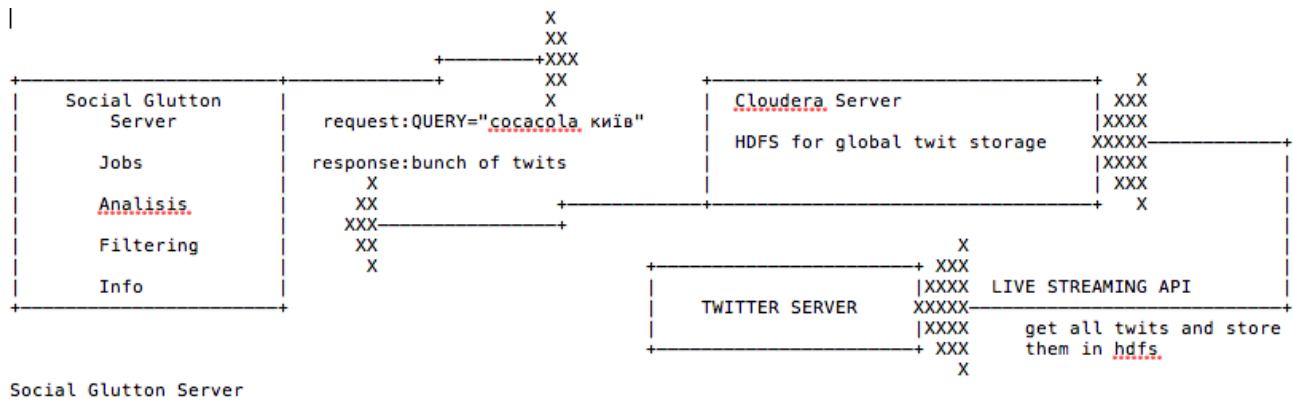 Social Glutton
Server
Jobs
Analisis
Filtering
Info
request:QUERY="cocacola київ"
response:bunch of twits
Cloudera Server
HDFS for global twit storage
TWITTER SERVER
LIVE STREAMING API
get all twits and store
them in hdfs
Social Glutton Server